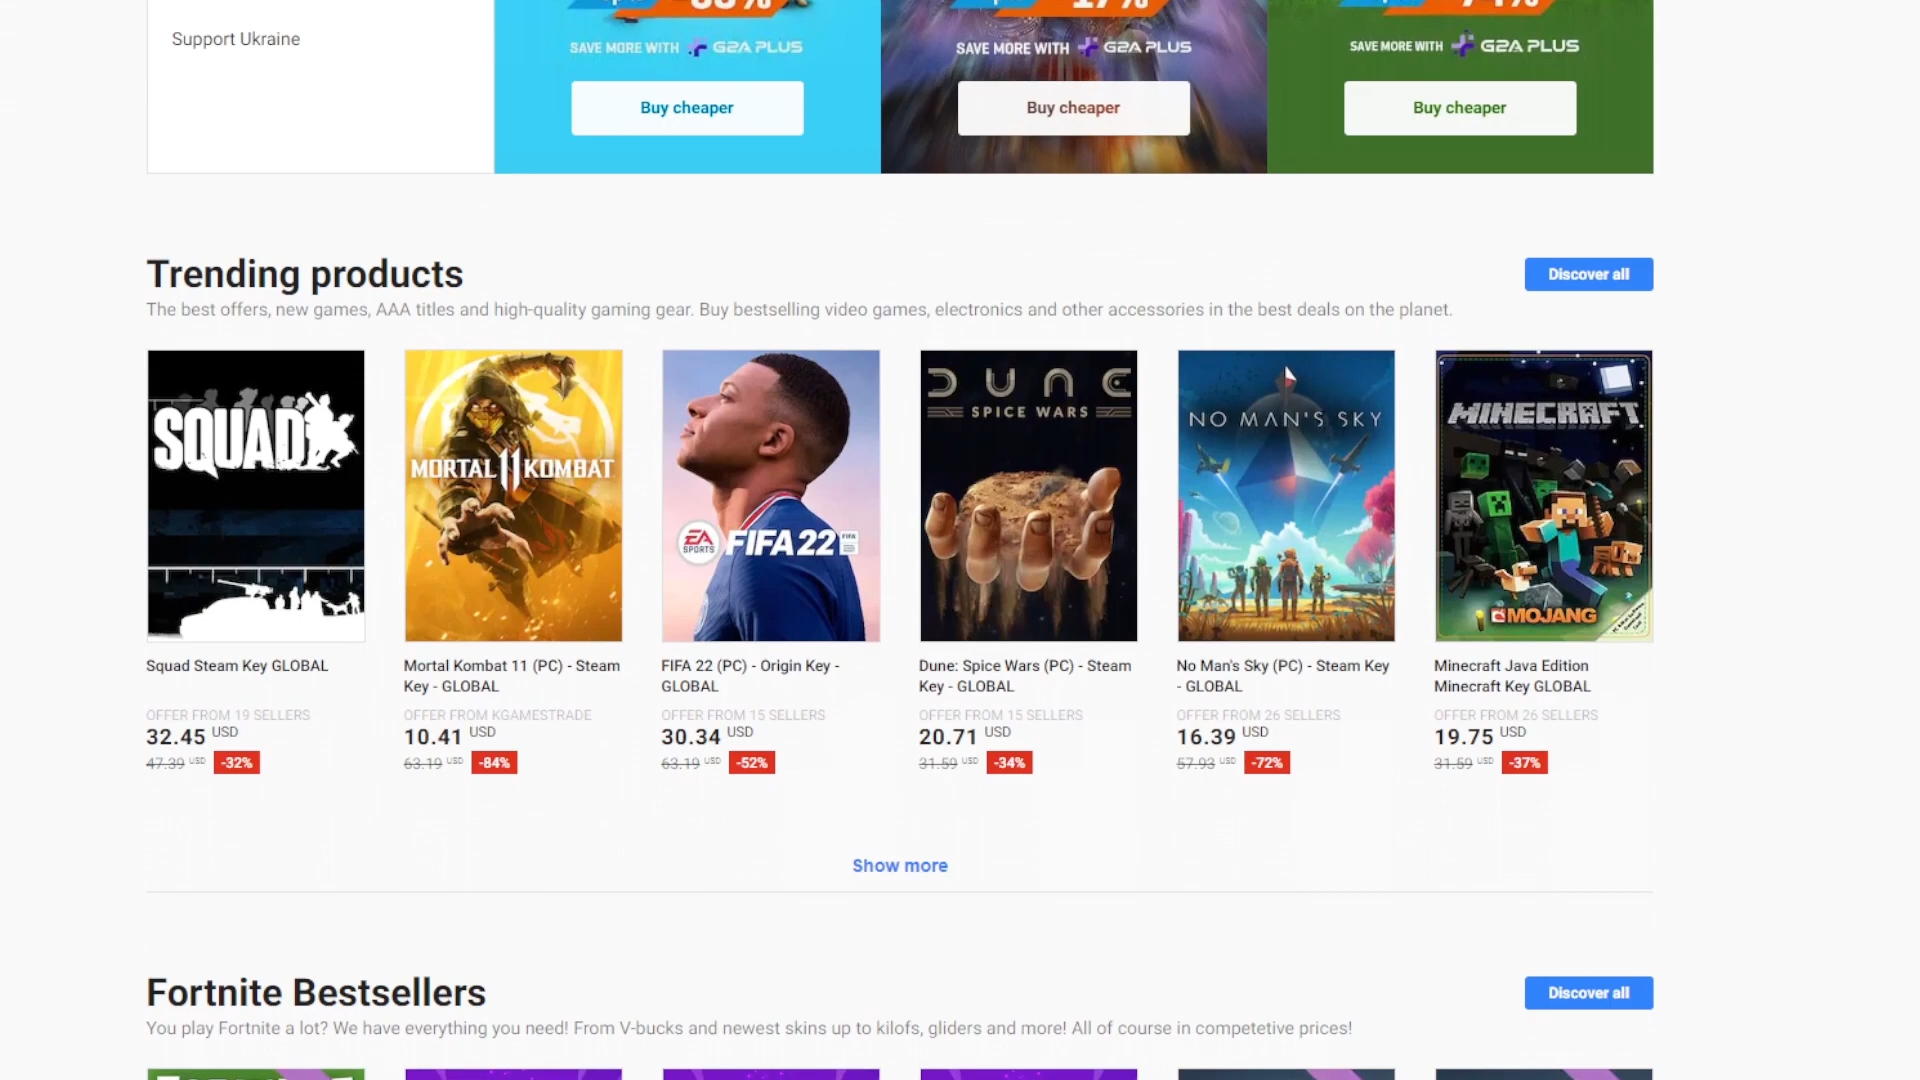 Support Ukraine
SAVE MORE WITH G2A PLUS
Buy cheaper
SAVE MORE WITH G2A PLUS
Buy cheaper
SAVE MORE WITH G2A PLUS
Buy cheaper
Trending products
Discover all
The best offers, new games, AAA titles and high-quality gaming gear. Buy bestselling video games, electronics and other accessories in the best deals on the planet.
SQUAD
MORTAL 11 KOMBAT
EA SPORTS FIFA 22
DUNE
SPICE WARS
NO MAN'S SKY
MINECRAFT
MOJANG
Squad Steam Key GLOBAL
OFFER FROM 19 SELLERS
32.45 USD
47.39 USD -32%
Mortal Kombat 11 (PC) - Steam
Key - GLOBAL
OFFER FROM KGAMESTRADE
10.41 USD
63.19 USD -84%
FIFA 22 (PC) - Origin Key -
GLOBAL
OFFER FROM 15 SELLERS
30.34 USD
63.19 USD -52%
Dune: Spice Wars (PC) - Steam
Key - GLOBAL
OFFER FROM 15 SELLERS
20.71 USD
31.59 USD -34%
No Man's Sky (PC) - Steam Key
- GLOBAL
OFFER FROM 26 SELLERS
16.39 USD
57.93 USD -72%
Minecraft Java Edition
Minecraft Key GLOBAL
OFFER FROM 26 SELLERS
19.75 USD
31.59 USD -37%
Show more
Fortnite Bestsellers
Discover all
You play Fortnite a lot? We have everything you need! From V-bucks and newest skins up to kilofs, gliders and more! All of course in competetive prices!